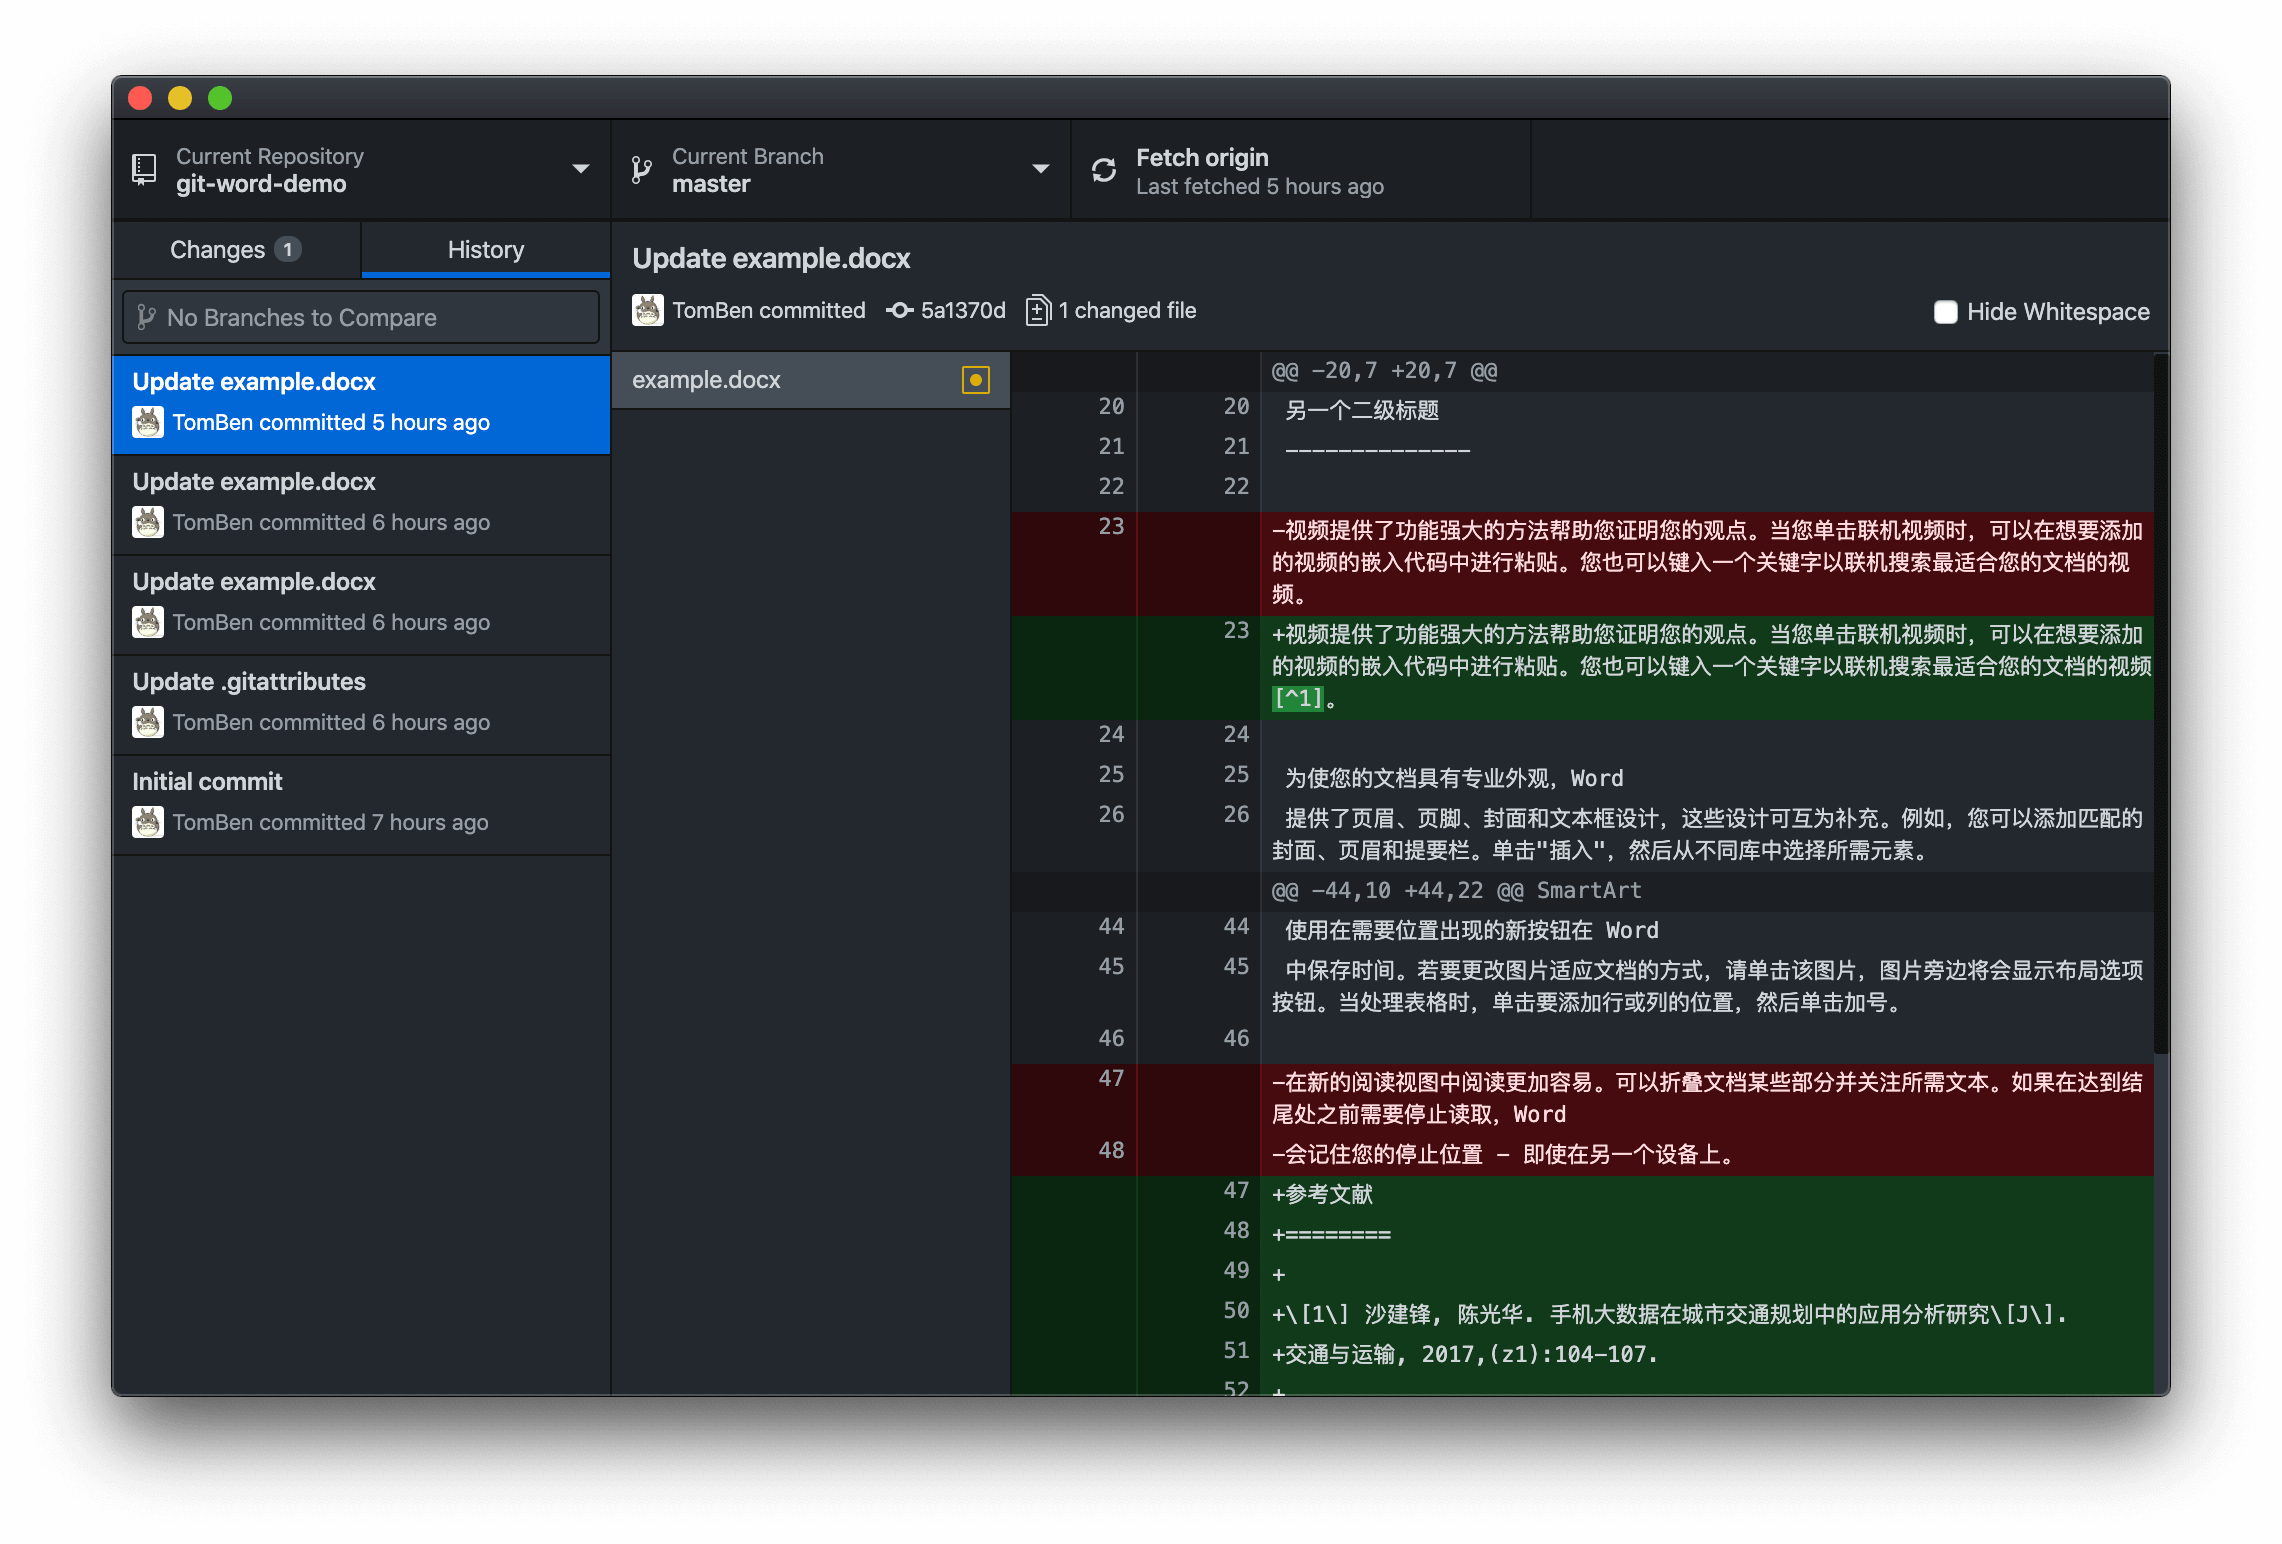 Current Repository
git-word-demo
Current Branch
master
Fetch origin
Last fetched 5 hours ago
Changes 1
History
No Branches to Compare
Update example.docx
TomBen committed 5 hours ago
Update example.docx
TomBen committed 6 hours ago
Update example.docx
TomBen committed 6 hours ago
Update .gitattributes
TomBen committed 6 hours ago
Initial commit
TomBen committed 7 hours ago
Update example.docx
TomBen committed 5a1370d 1 changed file
Hide Whitespace
example.docx
@@ -20,7 +20,7 @@
20 20 另一个二级标题
21 21 --------------
22 22
23 -视频提供了功能强大的方法帮助您证明您的观点。当您单击联机视频时，可以在想要添加
的视频的嵌入代码中进行粘贴。您也可以键入一个关键字以联机搜索最适合您的文档的视
频。
23 +视频提供了功能强大的方法帮助您证明您的观点。当您单击联机视频时，可以在想要添加
的视频的嵌入代码中进行粘贴。您也可以键入一个关键字以联机搜索最适合您的文档的视频
[^1]。
24 24
25 25 为使您的文档具有专业外观，Word
26 26 提供了页眉、页脚、封面和文本框设计，这些设计可互为补充。例如，您可以添加匹配的
封面、页眉和提要栏。单击"插入"，然后从不同库中选择所需元素。
@@ -44,10 +44,22 @@ SmartArt
44 44 使用在需要位置出现的新按钮在 Word
45 45 中保存时间。若要更改图片适应文档的方式，请单击该图片，图片旁边将会显示布局选项
按钮。当处理表格时，单击要添加行或列的位置，然后单击加号。
46 46
47 -在新的阅读视图中阅读更加容易。可以折叠文档某些部分并关注所需文本。如果在达到结
尾处之前需要停止读取，Word
48 -会记住您的停止位置 - 即使在另一个设备上。
47 +参考文献
48 +========
49 +
50 +\[1\] 沙建锋, 陈光华. 手机大数据在城市交通规划中的应用分析研究\[J\].
51 +交通与运输, 2017,(z1):104-107.
52 +